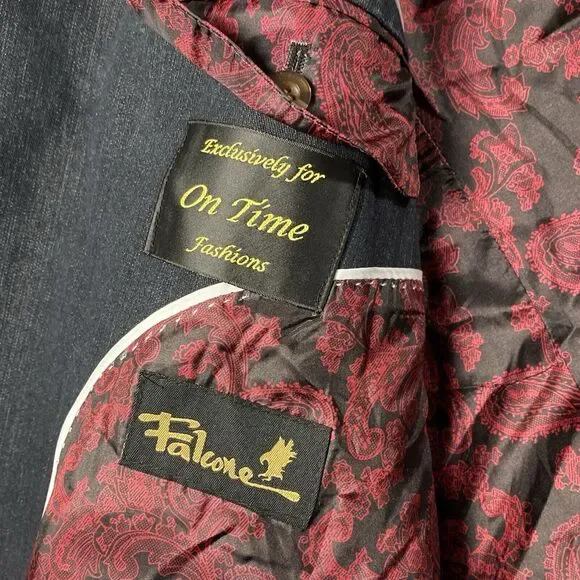 Exclusively for
On Time
Fashions
Falcone